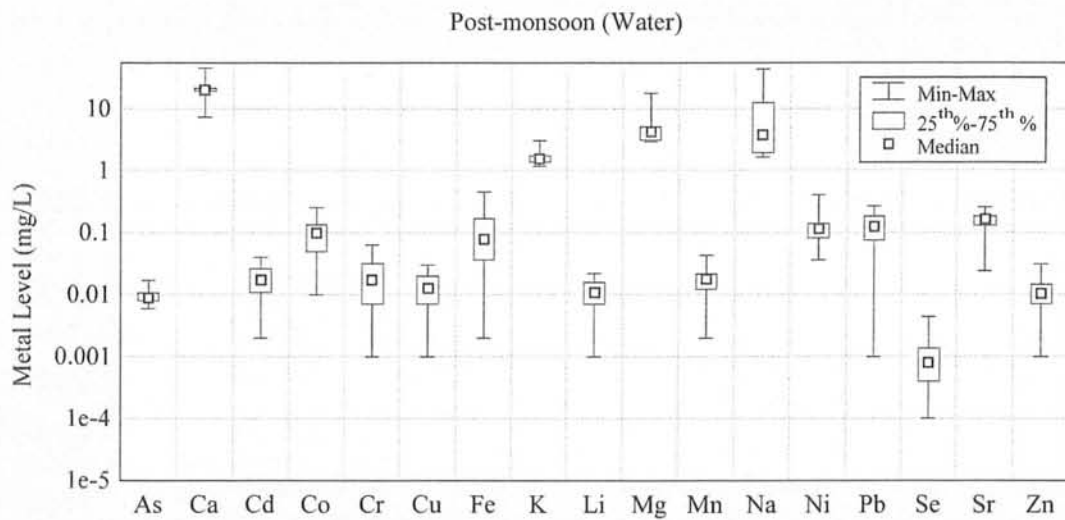 Post-monsoon (Water)
Metal Level (mg/L)
10
1
0.1
0.01
0.001
1e-4
1e-5
Min-Max
25th%-75th %
Median
As Ca Cd Co Cr Cu Fe K Li Mg Mn Na Ni Pb Se Sr Zn